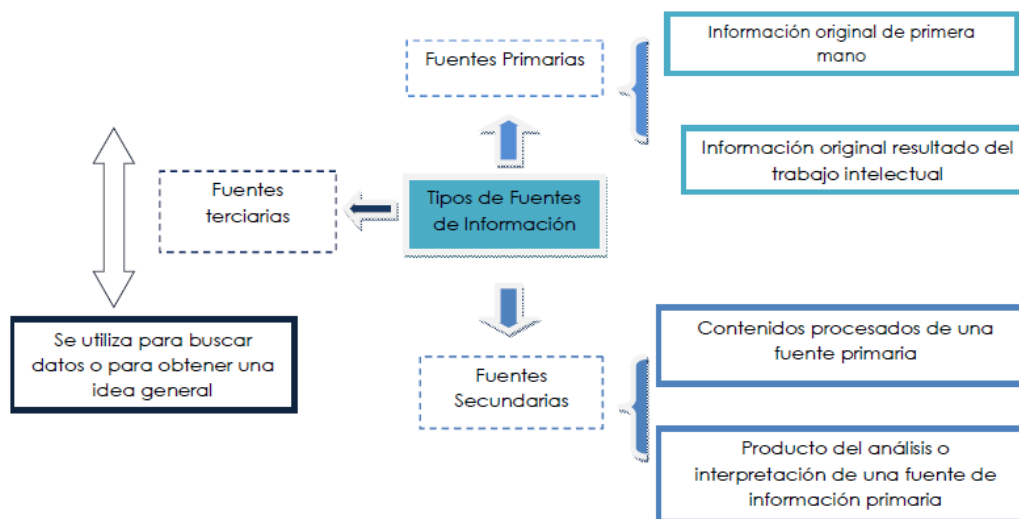 Información original de primera
mano
Fuentes Primarias
Información original resultado del
trabajo intelectual
Fuentes
terciarias
Tipos de Fuentes
de Información
Se utiliza para buscar
datos o para obtener una
idea general
Fuentes
Secundarias
Contenidos procesados de una
fuente primaria
Producto del análisis o
interpretación de una fuente de
información primaria